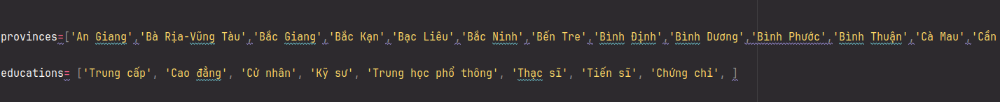 provinces=['An Giang','Bà Rịa-Vũng Tàu','Bắc Giang','Bắc Kạn','Bạc Liêu','Bắc Ninh','Bến Tre','Bình Định','Bình Dương','Bình Phước','Bình Thuận','Cà Mau','Cần
educations= ['Trung cấp', 'Cao đẳng', 'Cử nhân', 'Kỹ sư', 'Trung học phổ thông', 'Thạc sĩ', 'Tiến sĩ', 'Chứng chỉ', ]